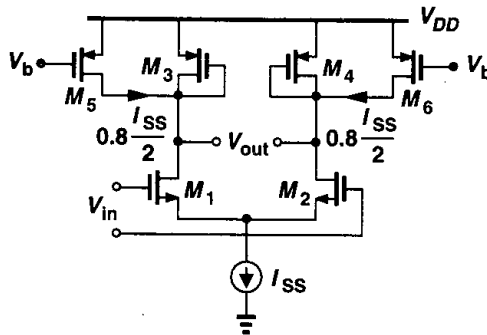 V_DD
V_b
M_3
M_4
V_b
M_5
M_6
I_SS
I_SS
0.8 —
V_out
0.8 —
2
2
M_1
M_2
V_in
I_SS